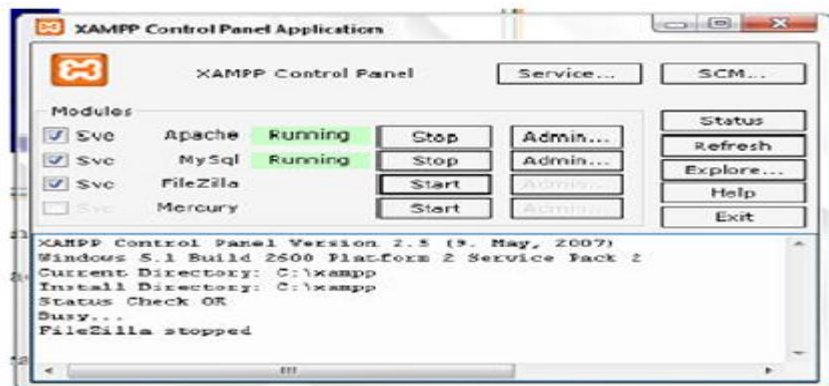 XAMPP Control Panel Application
XAMPP Control Panel Service... SCM...
Modules
Svc Apache Running Stop Admin...
Svc MySql Running Stop Admin...
Svc FileZilla Start Admin...
Svc Mercury Start Admin...
Status
Refresh
Explore...
Help
Exit
XAMPP Control Panel Version 2.5 (9. May, 2007)
Windows 5.1 Build 2600 Platform 2 Service Pack 2
Current Directory: C:\xampp
Install Directory: C:\xampp
Status Check OK
Busy...
FileZilla stopped